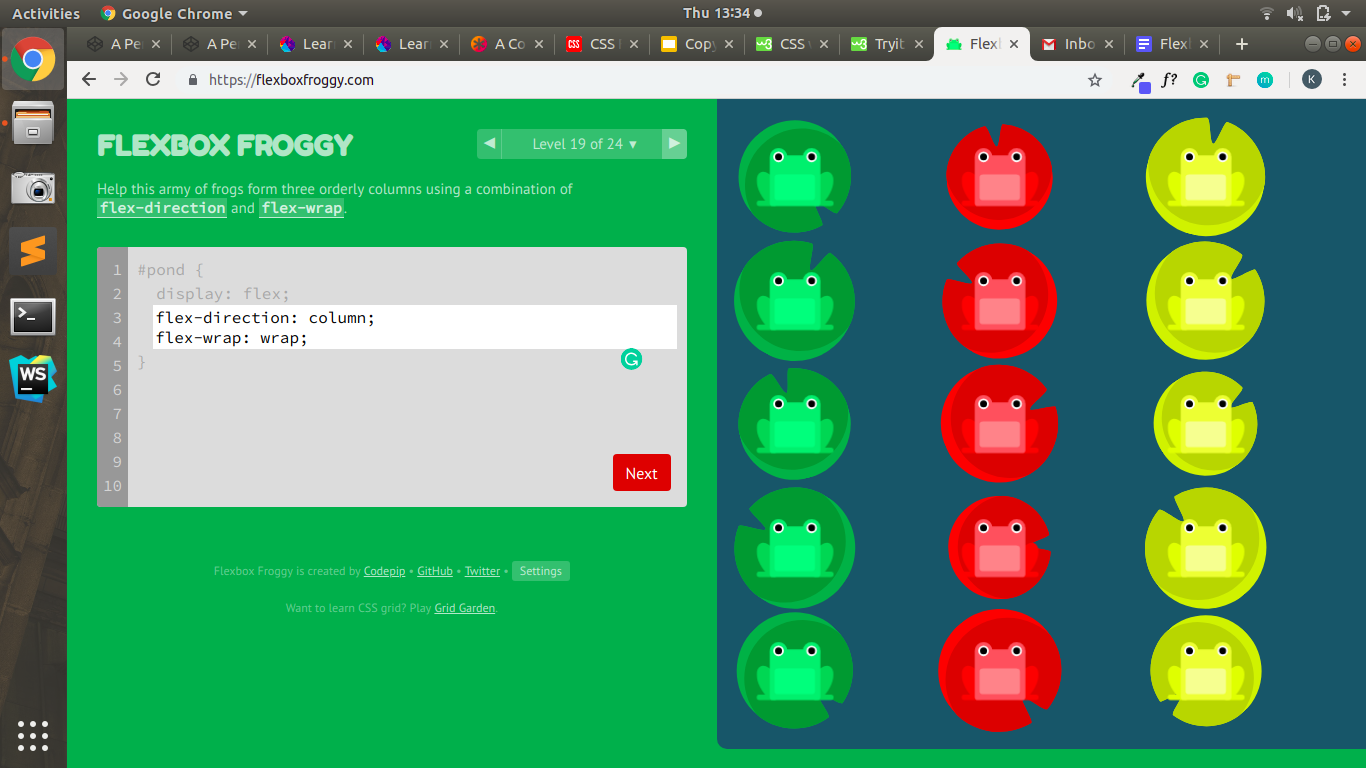 Activities Google Chrome ▾ Thu 13:34 ●
A Pe A Pe Lear Lear A Co CSS CSS Copy CSS v Tryit Flexl Inbo Flexl
https://flexboxfroggy.com f? K
FLEXBOX FROGGY
◀ Level 19 of 24 ▾ ▶
Help this army of frogs form three orderly columns using a combination of
flex-direction and flex-wrap.
1 #pond {
2 display: flex;
3 flex-direction: column;
4 flex-wrap: wrap;
5 }
6
7
8
9
10
Next
Flexbox Froggy is created by Codepip • GitHub • Twitter • Settings
Want to learn CSS grid? Play Grid Garden.
WS